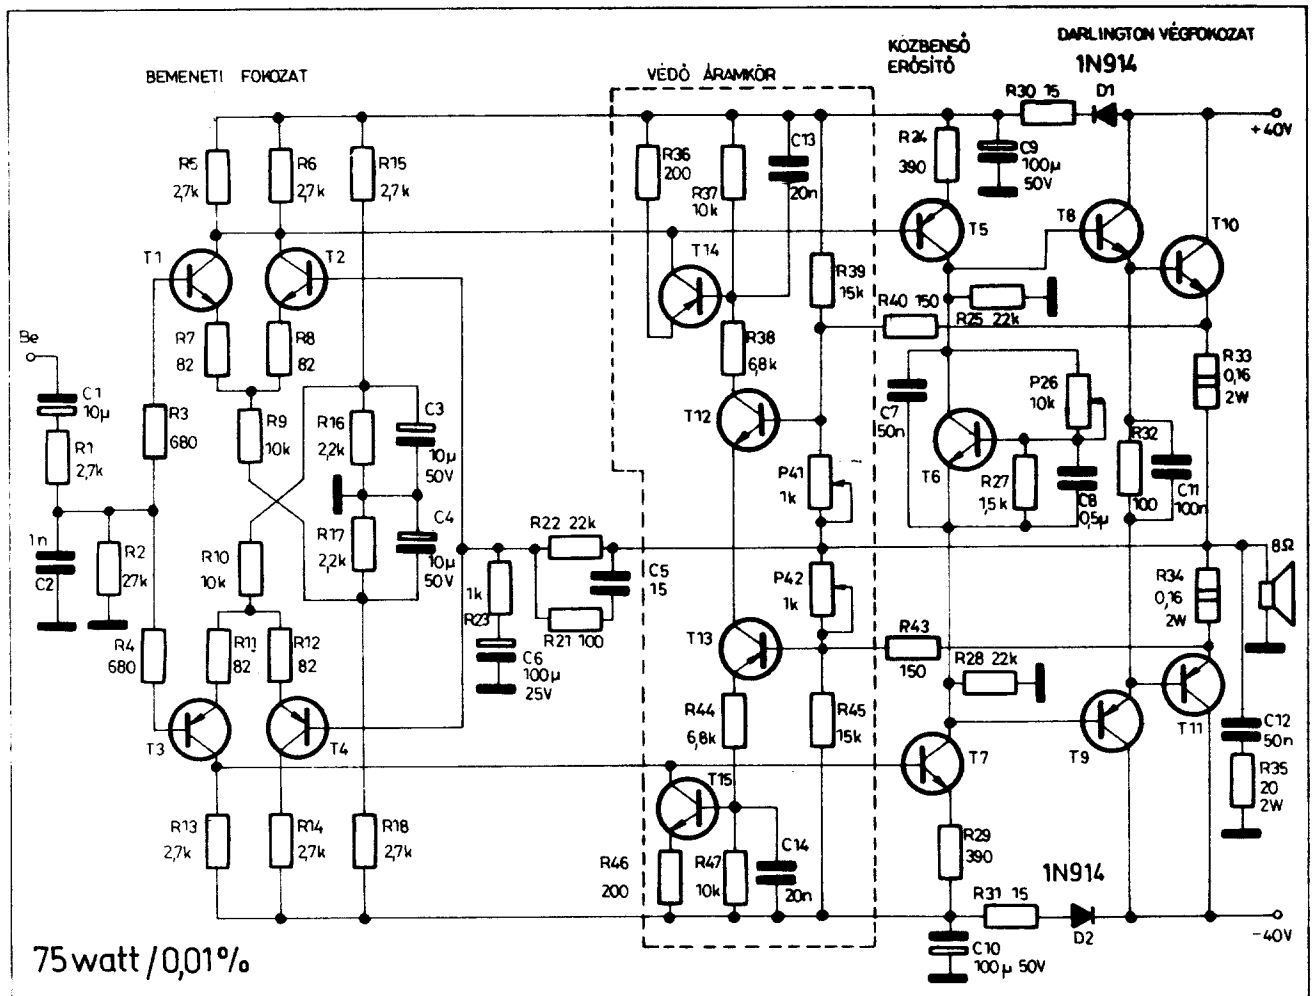 BEMENETI FOKOZAT
VÉDŐ ÁRAMKÖR
KÖZBENSŐ
ERŐSÍTŐ
DARLINGTON VÉGFOKOZAT
1N914
R30 15
D1
+40V
R5
2,7k
R6
2,7k
R15
2,7k
R36
200
R37
10k
C13
20n
R24
390
C9
100µ
50V
T1
T2
T14
T5
T8
T10
R39
15k
R40 150
R25 22k
Be
R7
82
R8
82
R38
6,8k
R33
0,16
2W
C1
10µ
R3
680
R9
10k
R16
2,2k
C3
10µ
50V
T12
C7
50n
P26
10k
R1
2,7k
P41
1k
T6
R27
1,5k
C8
0,5µ
R32
100
C11
100n
1n
C2
R2
27k
R10
10k
R17
2,2k
C4
10µ
50V
R22 22k
C5
15
R21 100
1k
R23
P42
1k
8Ω
R34
0,16
2W
R4
680
R11
82
R12
82
C6
100µ
25V
T13
R43
150
R28 22k
T3
T4
R44
6,8k
R45
15k
T7
T9
T11
C12
50n
R35
20
2W
T15
R13
2,7k
R14
2,7k
R18
2,7k
R46
200
R47
10k
C14
20n
R29
390
1N914
R31 15
D2
-40V
C10
100µ 50V
75watt/0,01%